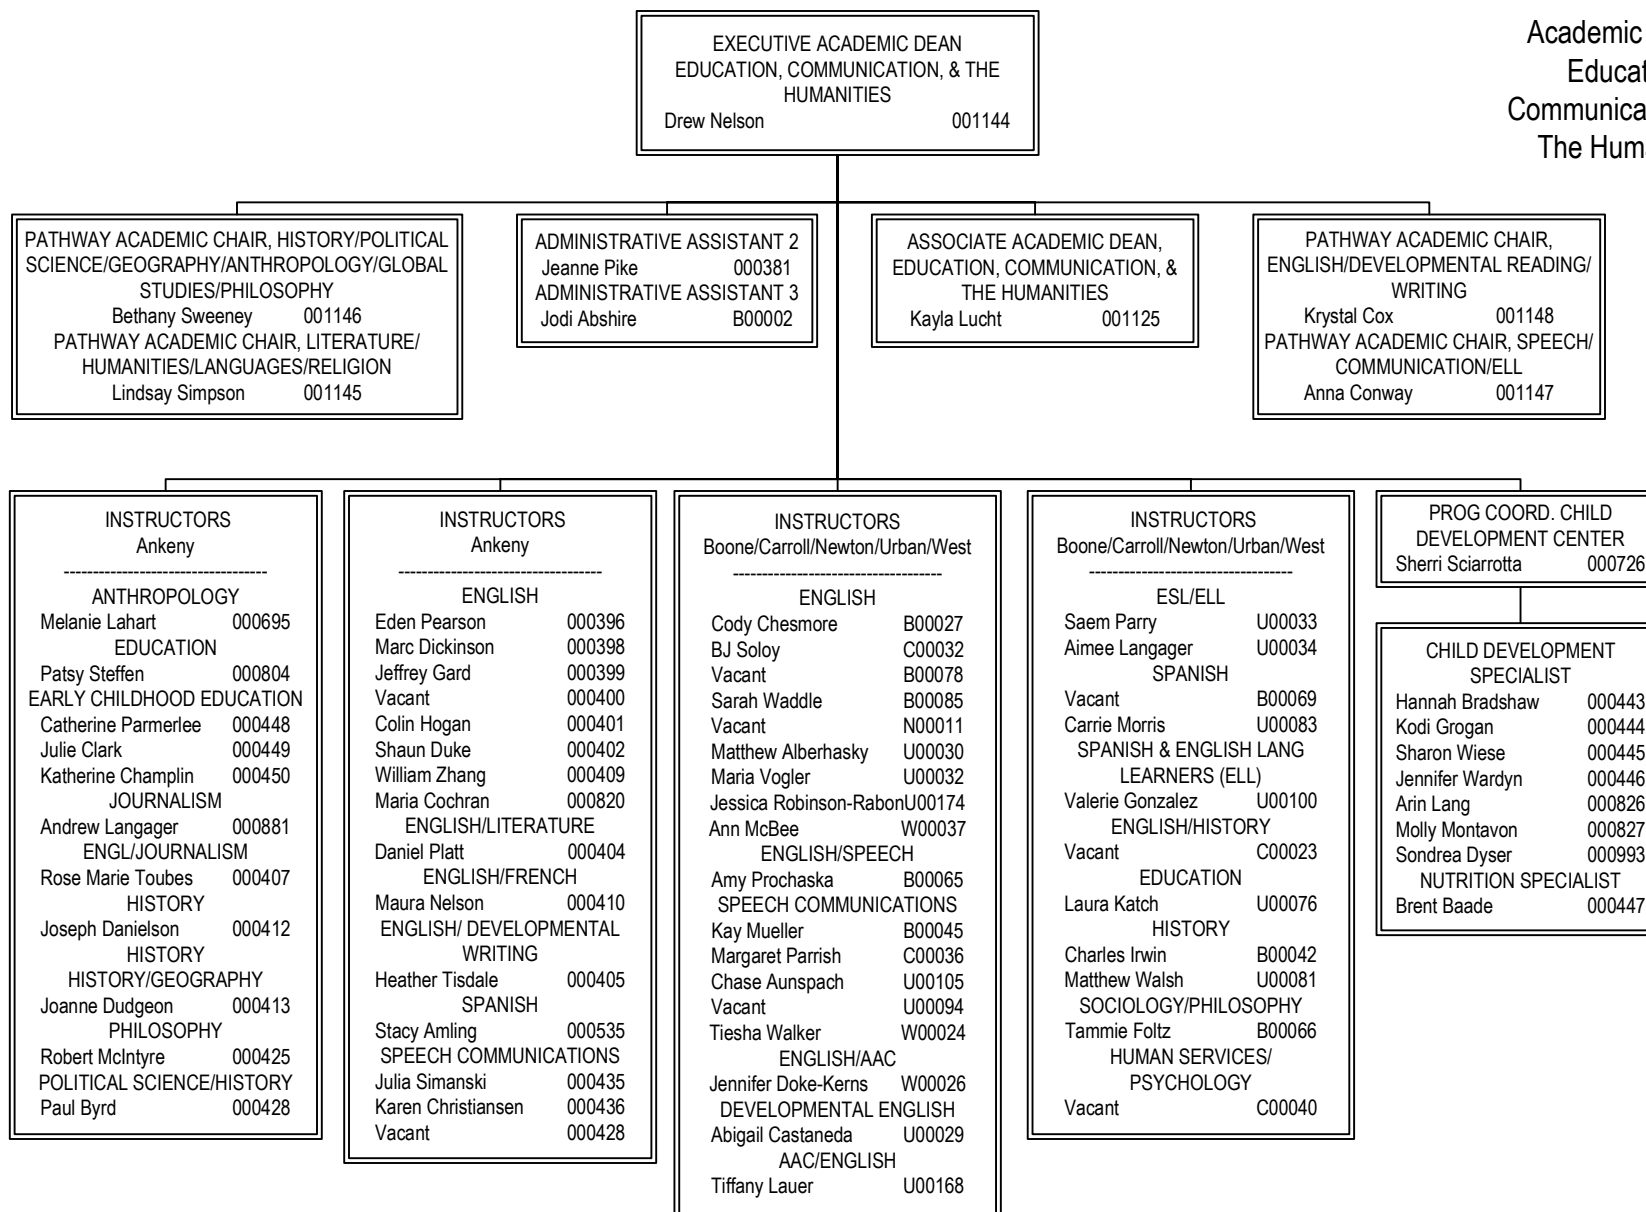 EXECUTIVE ACADEMIC DEAN
EDUCATION, COMMUNICATION, & THE
HUMANITIES
Drew Nelson 001144
Academic
Educat
Communica
The Hum
PATHWAY ACADEMIC CHAIR, HISTORY/POLITICAL
SCIENCE/GEOGRAPHY/ANTHROPOLOGY/GLOBAL
STUDIES/PHILOSOPHY
Bethany Sweeney 001146
PATHWAY ACADEMIC CHAIR, LITERATURE/
HUMANITIES/LANGUAGES/RELIGION
Lindsay Simpson 001145
ADMINISTRATIVE ASSISTANT 2
Jeanne Pike 000381
ADMINISTRATIVE ASSISTANT 3
Jodi Abshire B00002
ASSOCIATE ACADEMIC DEAN,
EDUCATION, COMMUNICATION, &
THE HUMANITIES
Kayla Lucht 001125
PATHWAY ACADEMIC CHAIR,
ENGLISH/DEVELOPMENTAL READING/
WRITING
Krystal Cox 001148
PATHWAY ACADEMIC CHAIR, SPEECH/
COMMUNICATION/ELL
Anna Conway 001147
INSTRUCTORS
Ankeny
-----------------------------------
ANTHROPOLOGY
Melanie Lahart 000695
EDUCATION
Patsy Steffen 000804
EARLY CHILDHOOD EDUCATION
Catherine Parmerlee 000448
Julie Clark 000449
Katherine Champlin 000450
JOURNALISM
Andrew Langager 000881
ENGL/JOURNALISM
Rose Marie Toubes 000407
HISTORY
Joseph Danielson 000412
HISTORY
HISTORY/GEOGRAPHY
Joanne Dudgeon 000413
PHILOSOPHY
Robert McIntyre 000425
POLITICAL SCIENCE/HISTORY
Paul Byrd 000428
INSTRUCTORS
Ankeny
-----------------------------------
ENGLISH
Eden Pearson 000396
Marc Dickinson 000398
Jeffrey Gard 000399
Vacant 000400
Colin Hogan 000401
Shaun Duke 000402
William Zhang 000409
Maria Cochran 000820
ENGLISH/LITERATURE
Daniel Platt 000404
ENGLISH/FRENCH
Maura Nelson 000410
ENGLISH/ DEVELOPMENTAL
WRITING
Heather Tisdale 000405
SPANISH
Stacy Amling 000535
SPEECH COMMUNICATIONS
Julia Simanski 000435
Karen Christiansen 000436
Vacant 000428
INSTRUCTORS
Boone/Carroll/Newton/Urban/West
------------------------------------
ENGLISH
Cody Chesmore B00027
BJ Soloy C00032
Vacant B00078
Sarah Waddle B00085
Vacant N00011
Matthew Alberhasky U00030
Maria Vogler U00032
Jessica Robinson-RabonU00174
Ann McBee W00037
ENGLISH/SPEECH
Amy Prochaska B00065
SPEECH COMMUNICATIONS
Kay Mueller B00045
Margaret Parrish C00036
Chase Aunspach U00105
Vacant U00094
Tiesha Walker W00024
ENGLISH/AAC
Jennifer Doke-Kerns W00026
DEVELOPMENTAL ENGLISH
Abigail Castaneda U00029
AAC/ENGLISH
Tiffany Lauer U00168
INSTRUCTORS
Boone/Carroll/Newton/Urban/West
-----------------------------------
ESL/ELL
Saem Parry U00033
Aimee Langager U00034
SPANISH
Vacant B00069
Carrie Morris U00083
SPANISH & ENGLISH LANG
LEARNERS (ELL)
Valerie Gonzalez U00100
ENGLISH/HISTORY
Vacant C00023
EDUCATION
Laura Katch U00076
HISTORY
Charles Irwin B00042
Matthew Walsh U00081
SOCIOLOGY/PHILOSOPHY
Tammie Foltz B00066
HUMAN SERVICES/
PSYCHOLOGY
Vacant C00040
PROG COORD. CHILD
DEVELOPMENT CENTER
Sherri Sciarrotta 000726
CHILD DEVELOPMENT
SPECIALIST
Hannah Bradshaw 000443
Kodi Grogan 000444
Sharon Wiese 000445
Jennifer Wardyn 000446
Arin Lang 000826
Molly Montavon 000827
Sondrea Dyser 000993
NUTRITION SPECIALIST
Brent Baade 000447